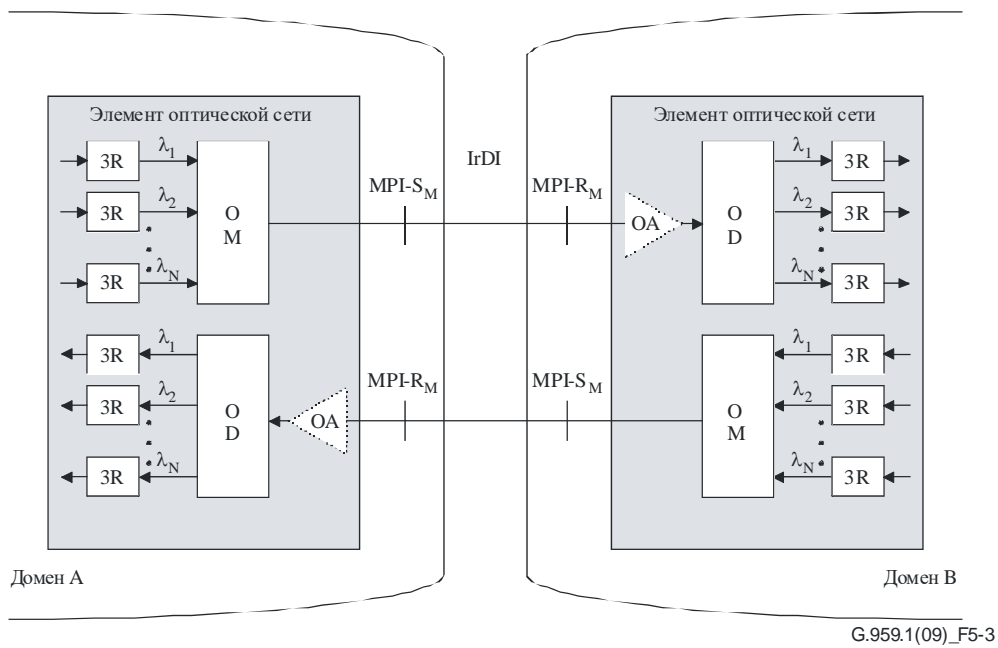 Элемент оптической сети
3R λ1
3R λ2
3R λN
O
M
MPI-SM
IrDI
MPI-RM
OA
Элемент оптической сети
O
D
λ1 3R
λ2 3R
λN 3R
3R λ1
3R λ2
3R λN
O
D
OA
MPI-RM
MPI-SM
O
M
λ1 3R
λ2 3R
λN 3R
Домен A
Домен B
G.959.1(09)_F5-3